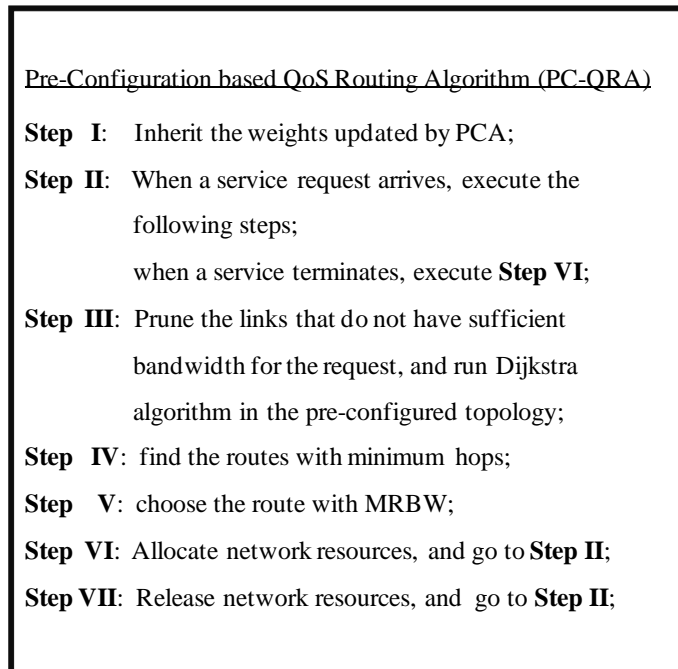 Pre-Configuration based QoS Routing Algorithm (PC-QRA)
Step I: Inherit the weights updated by PCA;
Step II: When a service request arrives, execute the
following steps;
when a service terminates, execute Step VI;
Step III: Prune the links that do not have sufficient
bandwidth for the request, and run Dijkstra
algorithm in the pre-configured topology;
Step IV: find the routes with minimum hops;
Step V: choose the route with MRBW;
Step VI: Allocate network resources, and go to Step II;
Step VII: Release network resources, and go to Step II;